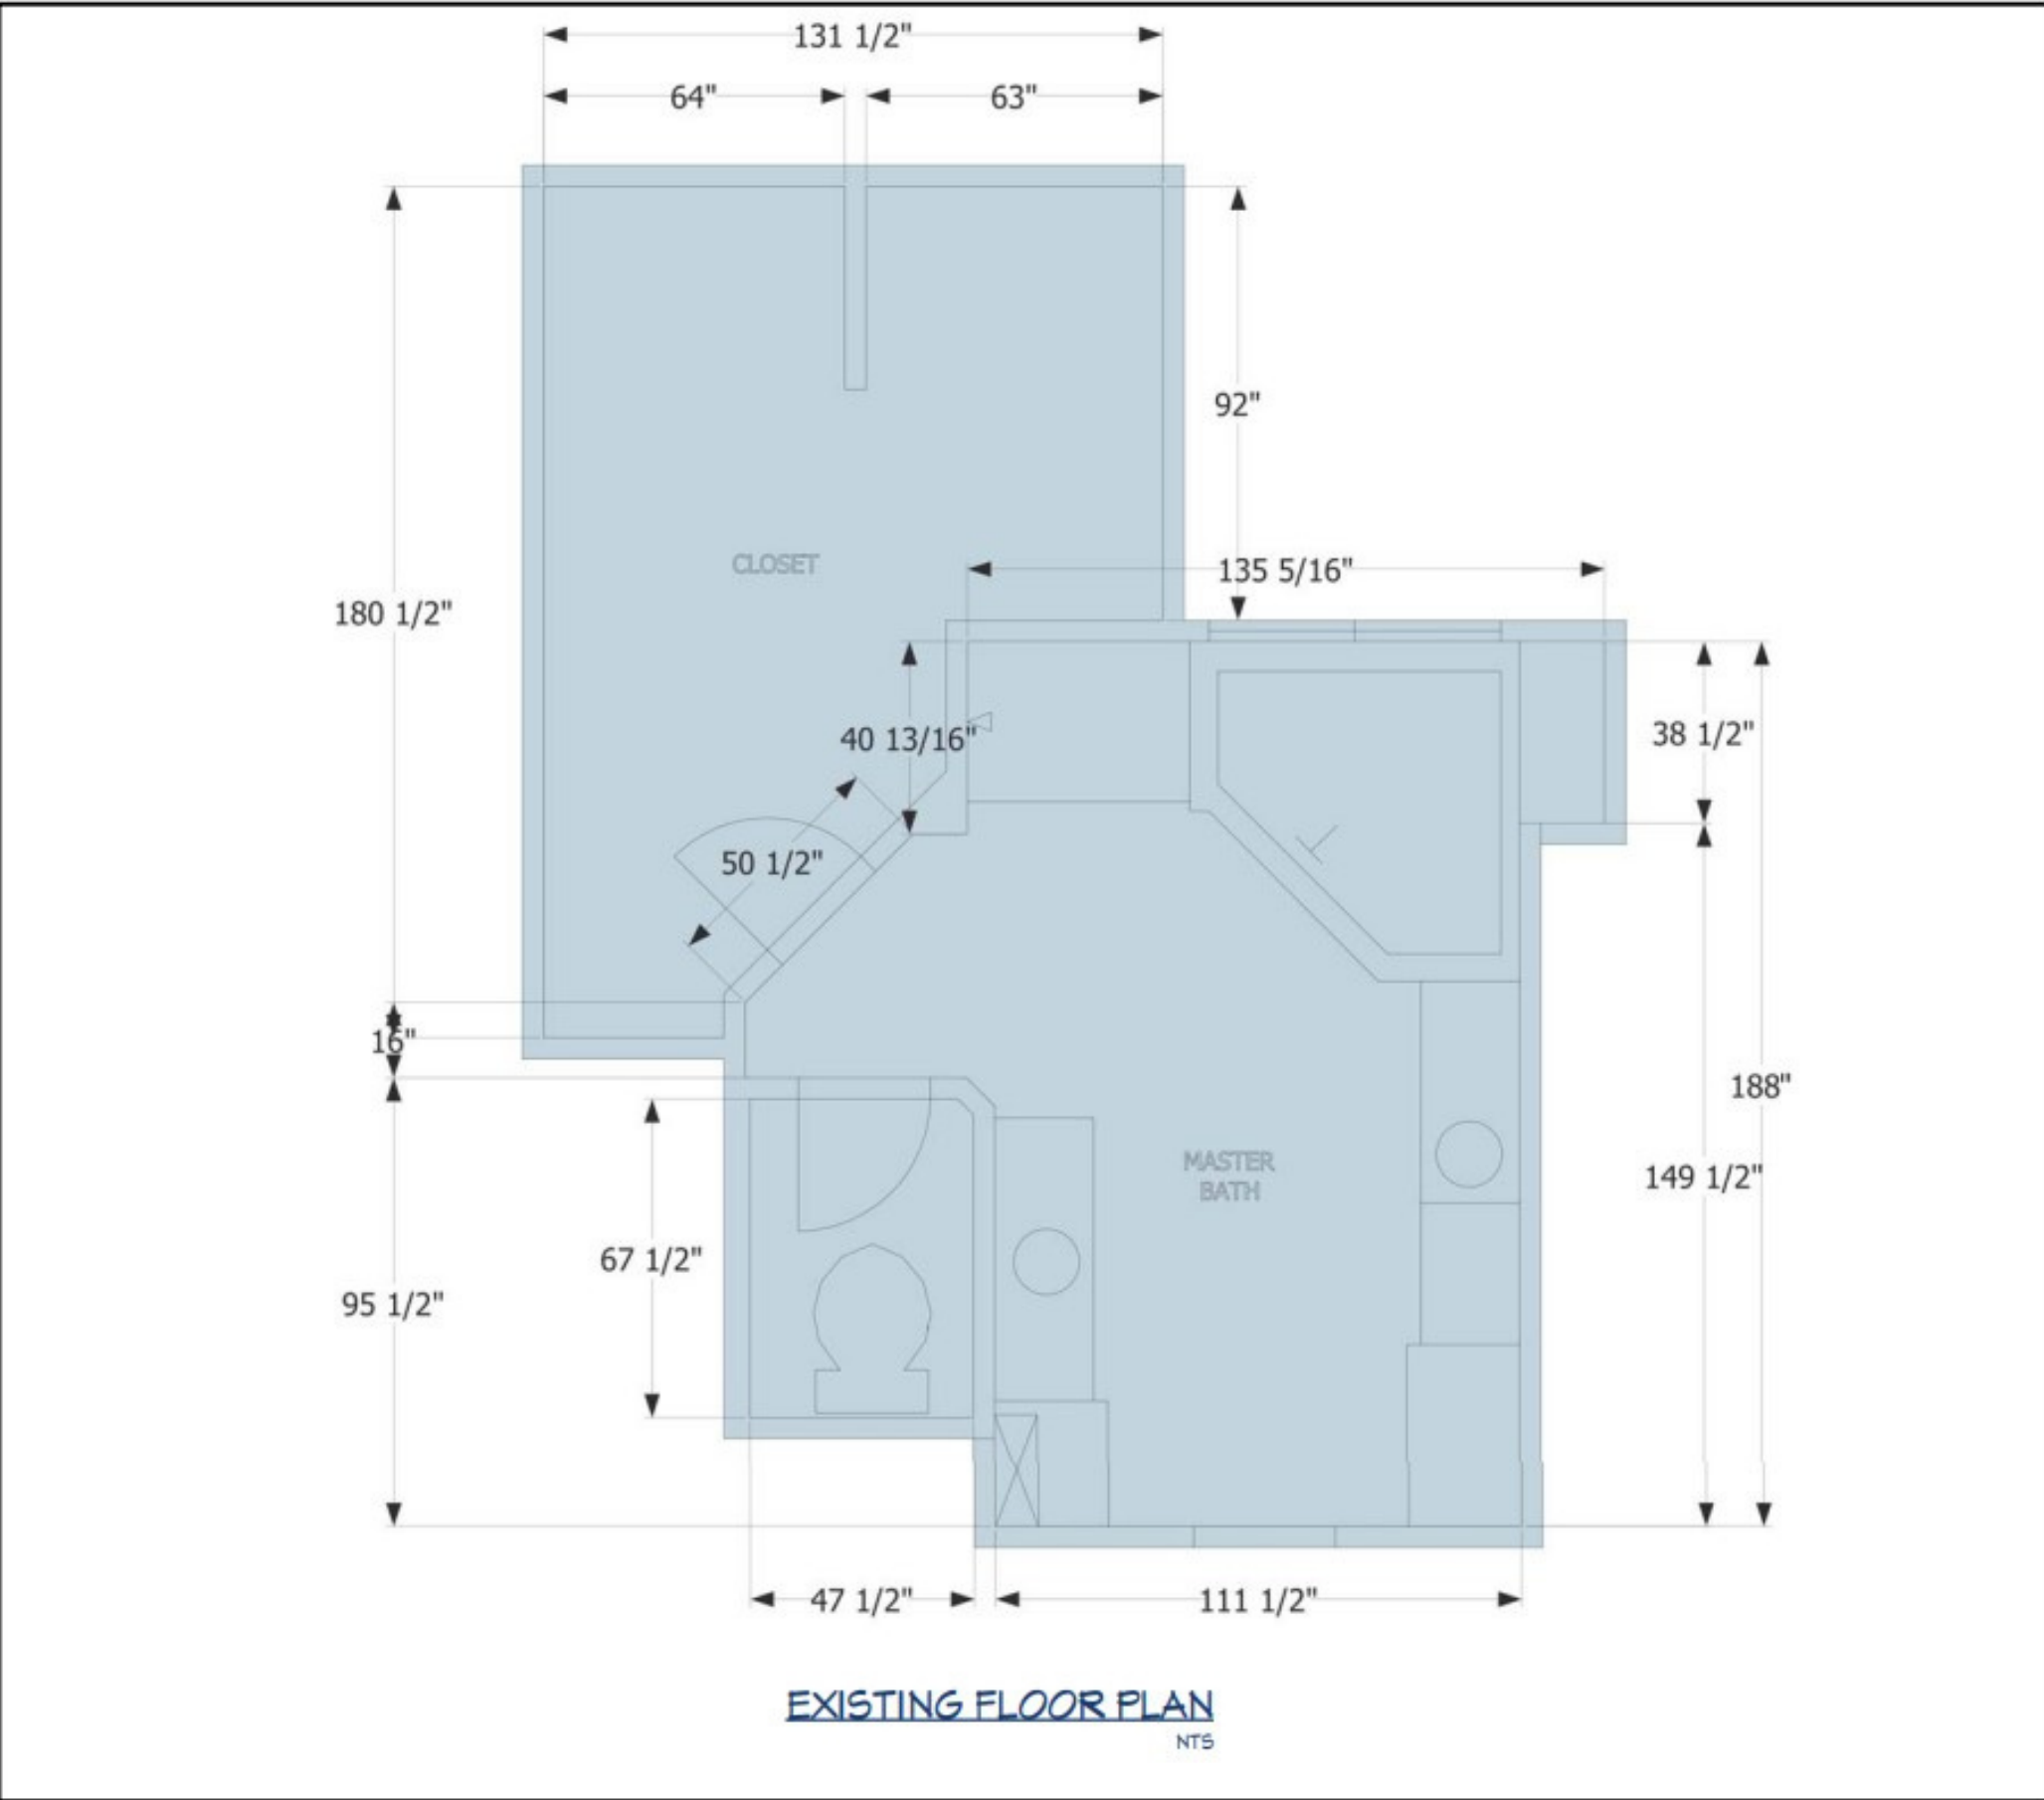 131 1/2"
64" 63"
92"
CLOSET
135 5/16"
180 1/2"
38 1/2"
40 13/16"
50 1/2"
16"
188"
MASTER
BATH
149 1/2"
67 1/2"
95 1/2"
47 1/2" 111 1/2"
EXISTING FLOOR PLAN
NTS